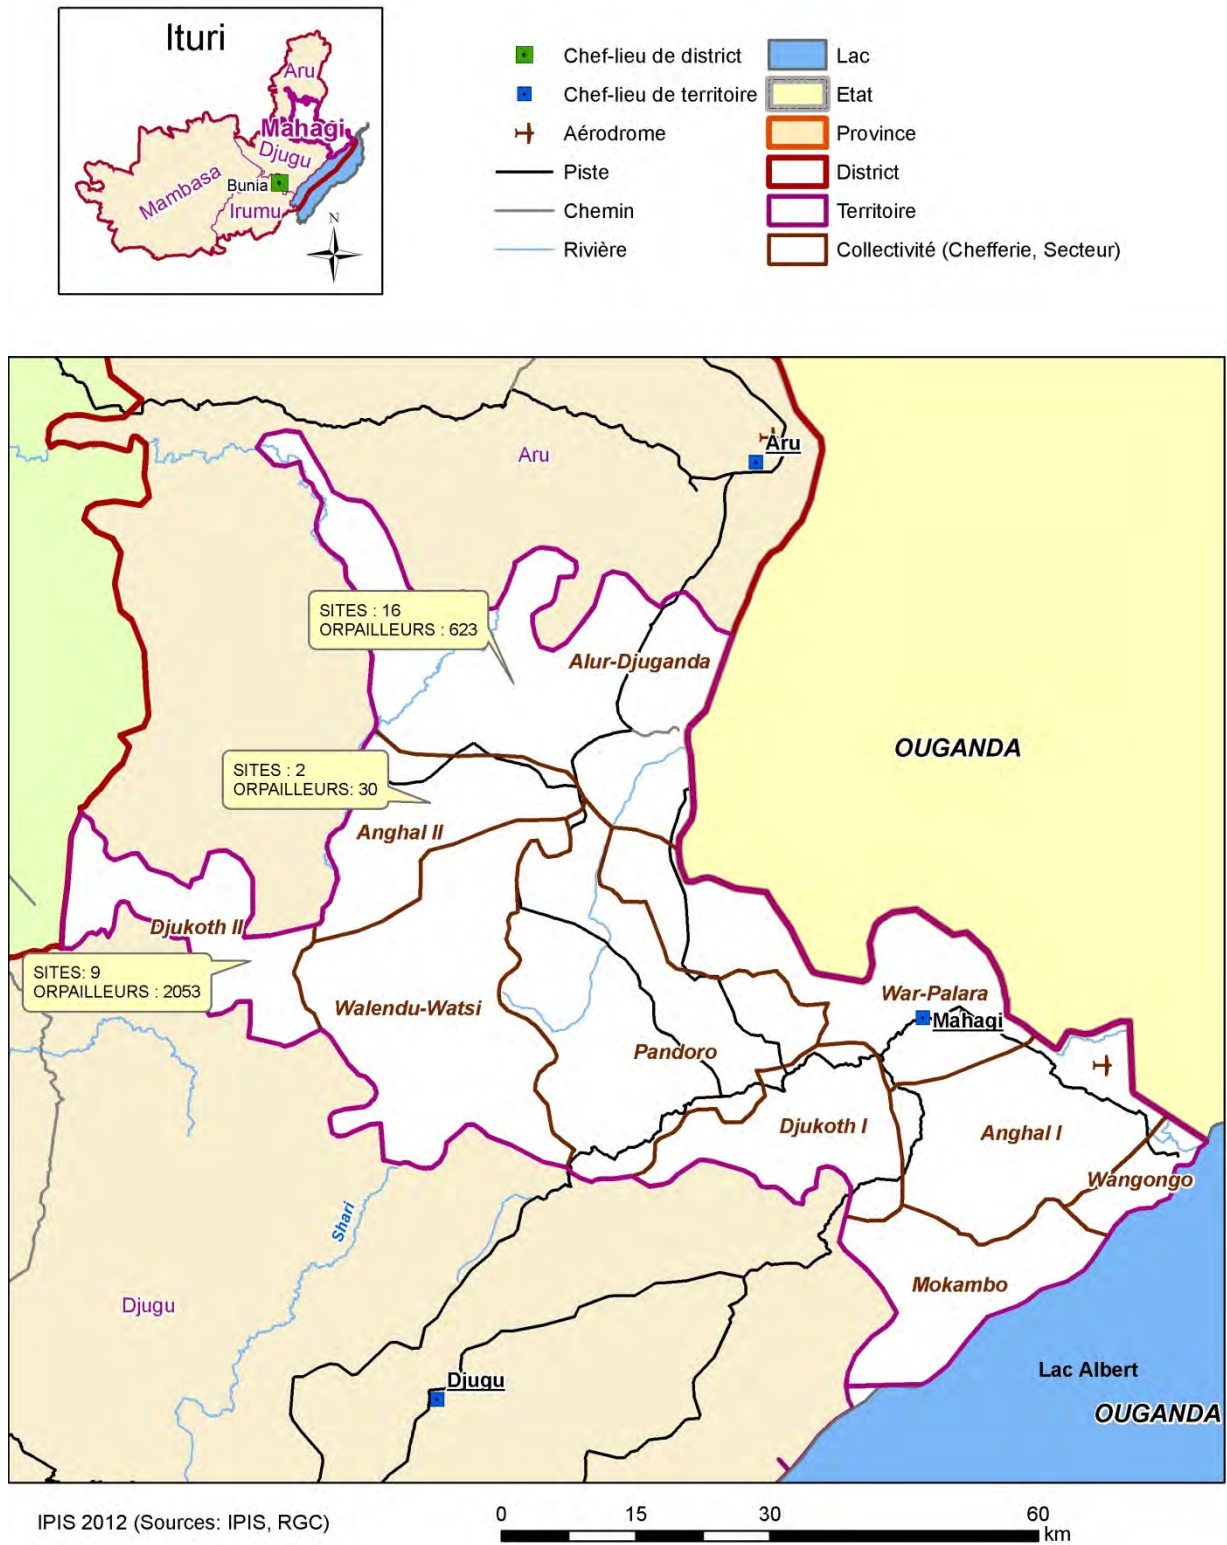 Ituri
Aru
Mahagi
Djugu
Mambasa
Bunia
Irumu
N
Chef-lieu de district
Chef-lieu de territoire
Aérodrome
Piste
Chemin
Rivière
Lac
Etat
Province
District
Territoire
Collectivité (Chefferie, Secteur)
Aru
Aru
SITES : 16
ORPAILLEURS : 623
Alur-Djuganda
OUGANDA
SITES : 2
ORPAILLEURS: 30
Anghal II
Djukoth II
SITES: 9
ORPAILLEURS : 2053
Walendu-Watsi
War-Palara
Mahagi
Pandoro
Djukoth I
Anghal I
Wangongo
Shari
Mokambo
Djugu
Lac Albert
Djugu
OUGANDA
IPIS 2012 (Sources: IPIS, RGC)
0 15 30 60
km